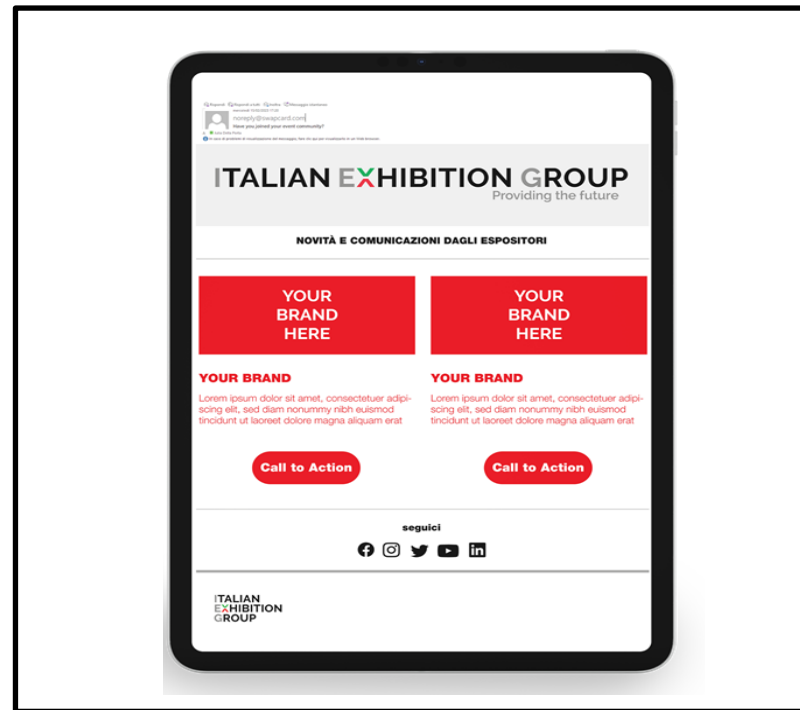 noreply@swapcard.com
Have you joined your event community?
ITALIAN EXHIBITION GROUP
Providing the future
NOVITÀ E COMUNICAZIONI DAGLI ESPOSITORI
YOUR
BRAND
HERE
YOUR
BRAND
HERE
YOUR BRAND
Lorem ipsum dolor sit amet, consectetuer adipi-
scing elit, sed diam nonummy nibh euismod
tincidunt ut laoreet dolore magna aliquam erat
YOUR BRAND
Lorem ipsum dolor sit amet, consectetuer adipi-
scing elit, sed diam nonummy nibh euismod
tincidunt ut laoreet dolore magna aliquam erat
Call to Action
Call to Action
seguici
ITALIAN
EXHIBITION
GROUP